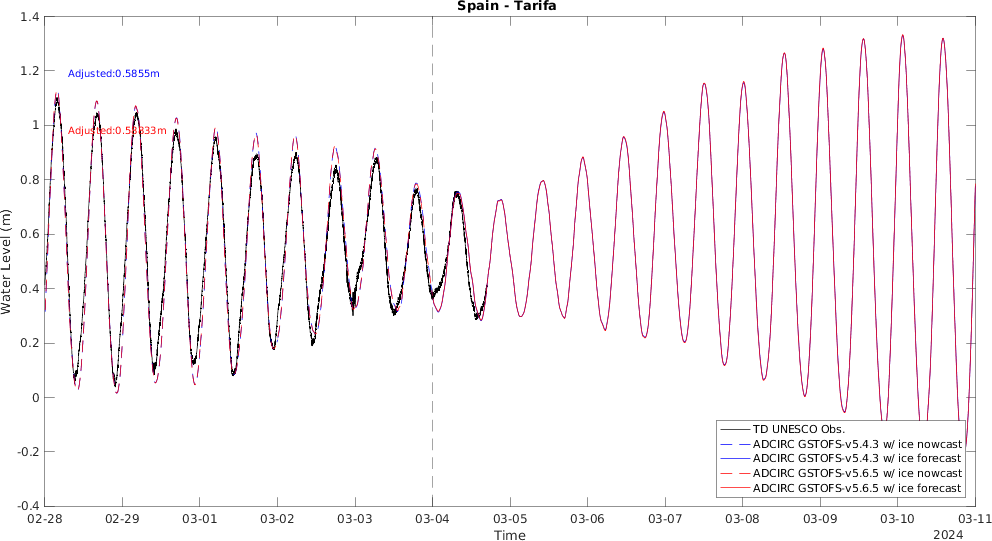 Spain - Tarifa
Water Level (m)
1.4
1.2
1
0.8
0.6
0.4
0.2
0
-0.2
-0.4
Adjusted:0.5855m
Adjusted:0.53333m
TD UNESCO Obs.
ADCIRC GSTOFS-v5.4.3 w/ ice nowcast
ADCIRC GSTOFS-v5.4.3 w/ ice forecast
ADCIRC GSTOFS-v5.6.5 w/ ice nowcast
ADCIRC GSTOFS-v5.6.5 w/ ice forecast
02-28 02-29 03-01 03-02 03-03 03-04 03-05 03-06 03-07 03-08 03-09 03-10 03-11
Time
2024